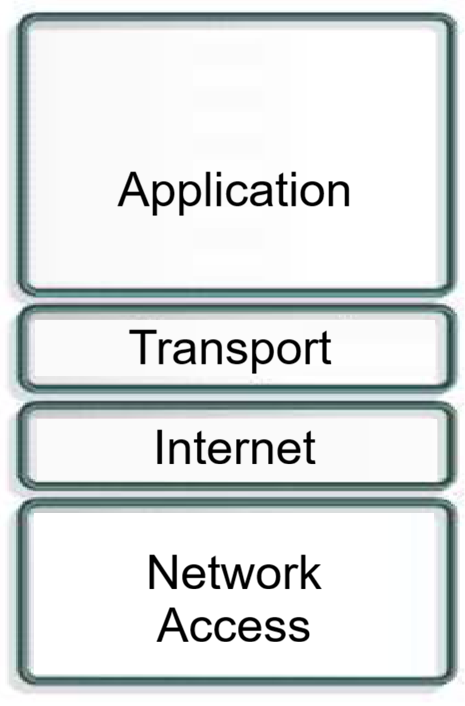 Application
Transport
Internet
Network
Access